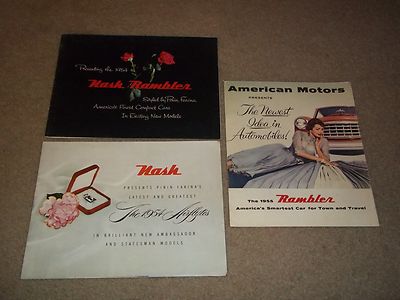 Presenting the 1954
Nash Rambler
Styled by Pinin Farina
America's Finest Compact Cars
In Exciting New Models
American Motors
PRESENTS
The Newest
Idea in
Automobiles!
The 1955 Rambler
America's Smartest Car for Town and Travel
Nash
PRESENTS PININ FARINA'S
LATEST AND GREATEST
The 1954 Airflytes
IN BRILLIANT NEW AMBASSADOR
AND STATESMAN MODELS